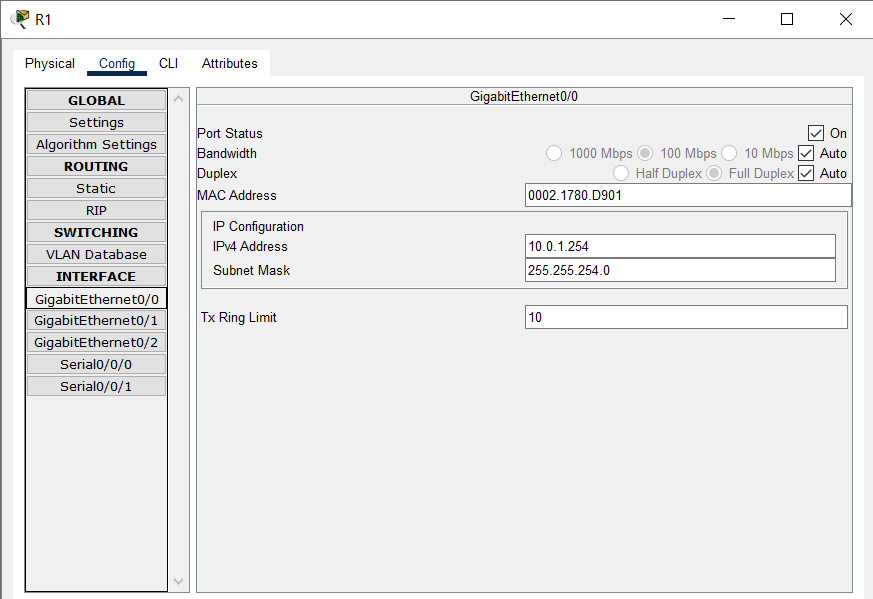 R1
Physical Config CLI Attributes
GLOBAL
Settings
Algorithm Settings
ROUTING
Static
RIP
SWITCHING
VLAN Database
INTERFACE
GigabitEthernet0/0
GigabitEthernet0/1
GigabitEthernet0/2
Serial0/0/0
Serial0/0/1
GigabitEthernet0/0
Port Status On
Bandwidth 1000 Mbps 100 Mbps 10 Mbps Auto
Duplex Half Duplex Full Duplex Auto
MAC Address 0002.1780.D901
IP Configuration
IPv4 Address 10.0.1.254
Subnet Mask 255.255.254.0
Tx Ring Limit 10